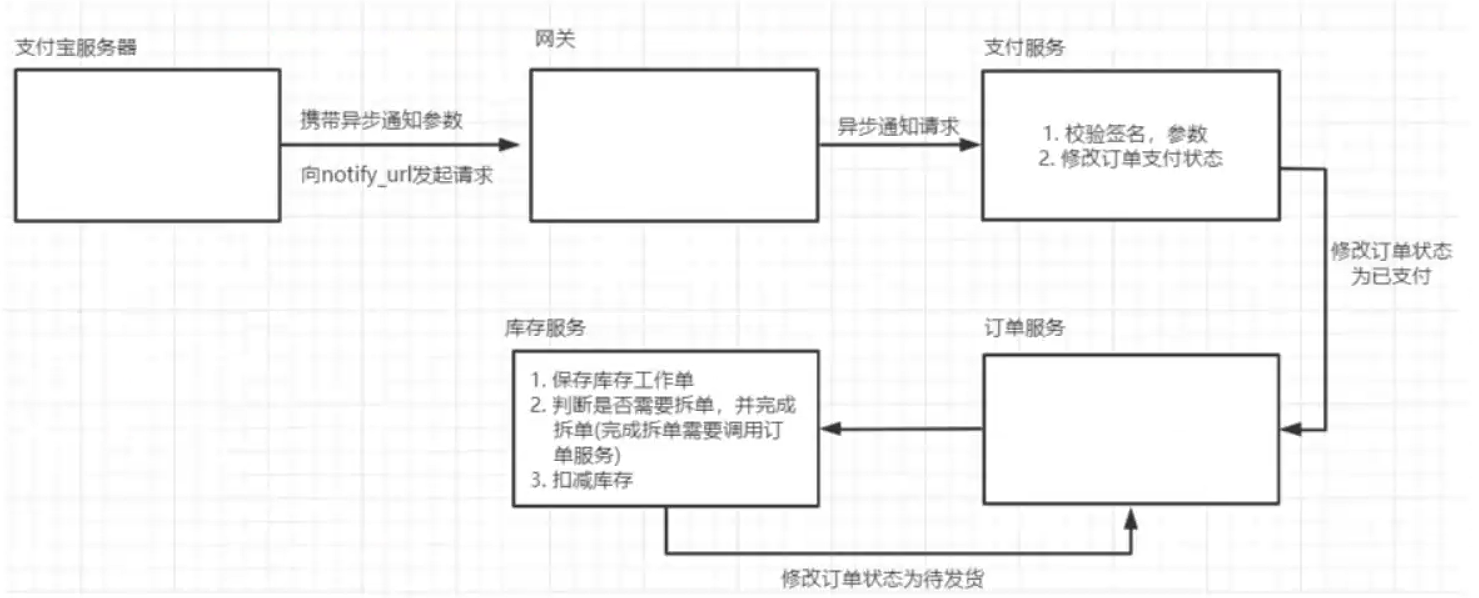 支付宝服务器
网关
支付服务
携带异步通知参数
向notify_url发起请求
异步通知请求
1. 校验签名，参数
2. 修改订单支付状态
修改订单状态
为已支付
库存服务
订单服务
1. 保存库存工作单
2. 判断是否需要拆单，并完成
拆单(完成拆单需要调用订
单服务)
3. 扣减库存
修改订单状态为待发货